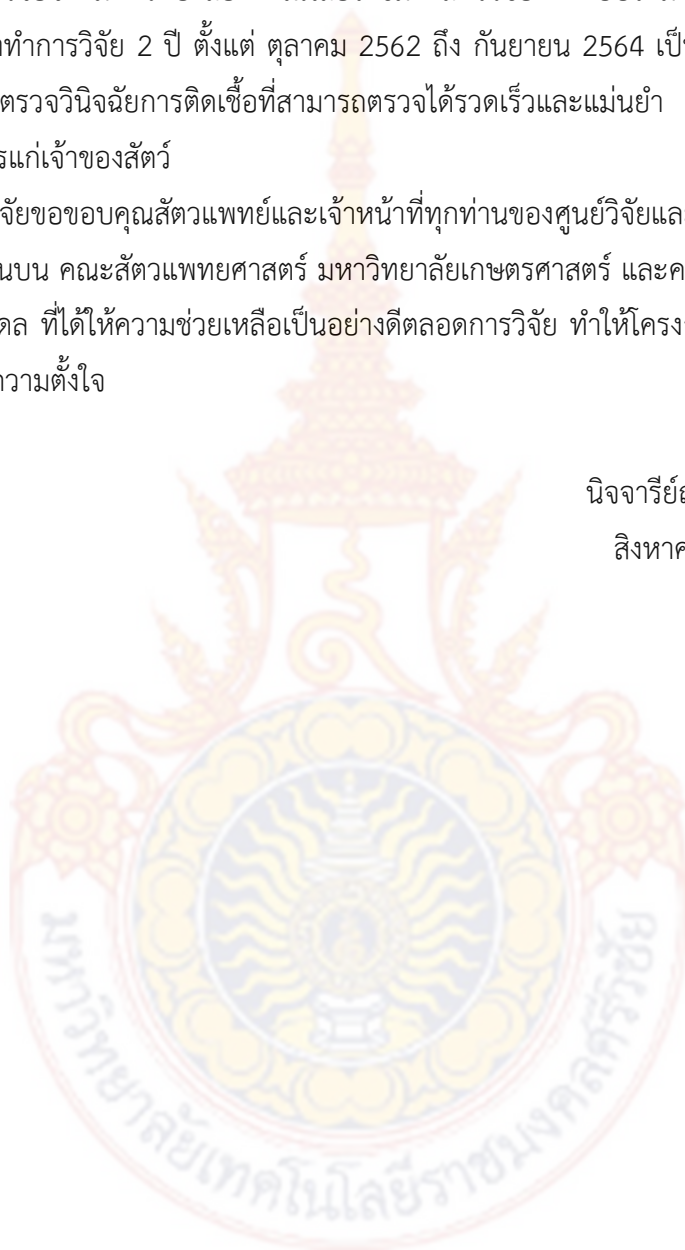 ทำการวิจัย 2 ปี ตั้งแต่ ตุลาคม 2562 ถึง กันยายน 2564
ตรวจวินิจฉัยการติดเชื้อที่สามารถตรวจได้รวดเร็วและแม่นยำ
แก่เจ้าของสัตว์
จัยขอขอบคุณสัตวแพทย์และเจ้าหน้าที่ทุกท่านของศูนย์วิจัยและ
นบน คณะสัตวแพทยศาสตร์ มหาวิทยาลัยเกษตรศาสตร์ และค
ดล ที่ได้ให้ความช่วยเหลือเป็นอย่างดีตลอดการวิจัย ทำให้โครง
ความตั้งใจ
นิจจารีย์
สิงหาค
มหาวิทยาลัยเทคโนโลยีราชมงคลศรีวิชัย